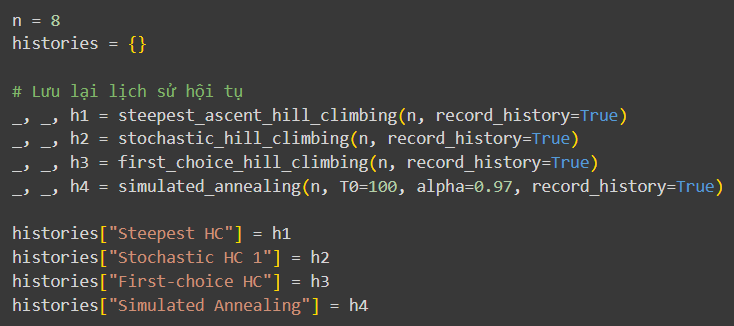 n = 8
histories = {}
# Lưu lại lịch sử hội tụ
_, _, h1 = steepest_ascent_hill_climbing(n, record_history=True)
_, _, h2 = stochastic_hill_climbing(n, record_history=True)
_, _, h3 = first_choice_hill_climbing(n, record_history=True)
_, _, h4 = simulated_annealing(n, T0=100, alpha=0.97, record_history=True)
histories["Steepest HC"] = h1
histories["Stochastic HC 1"] = h2
histories["First-choice HC"] = h3
histories["Simulated Annealing"] = h4